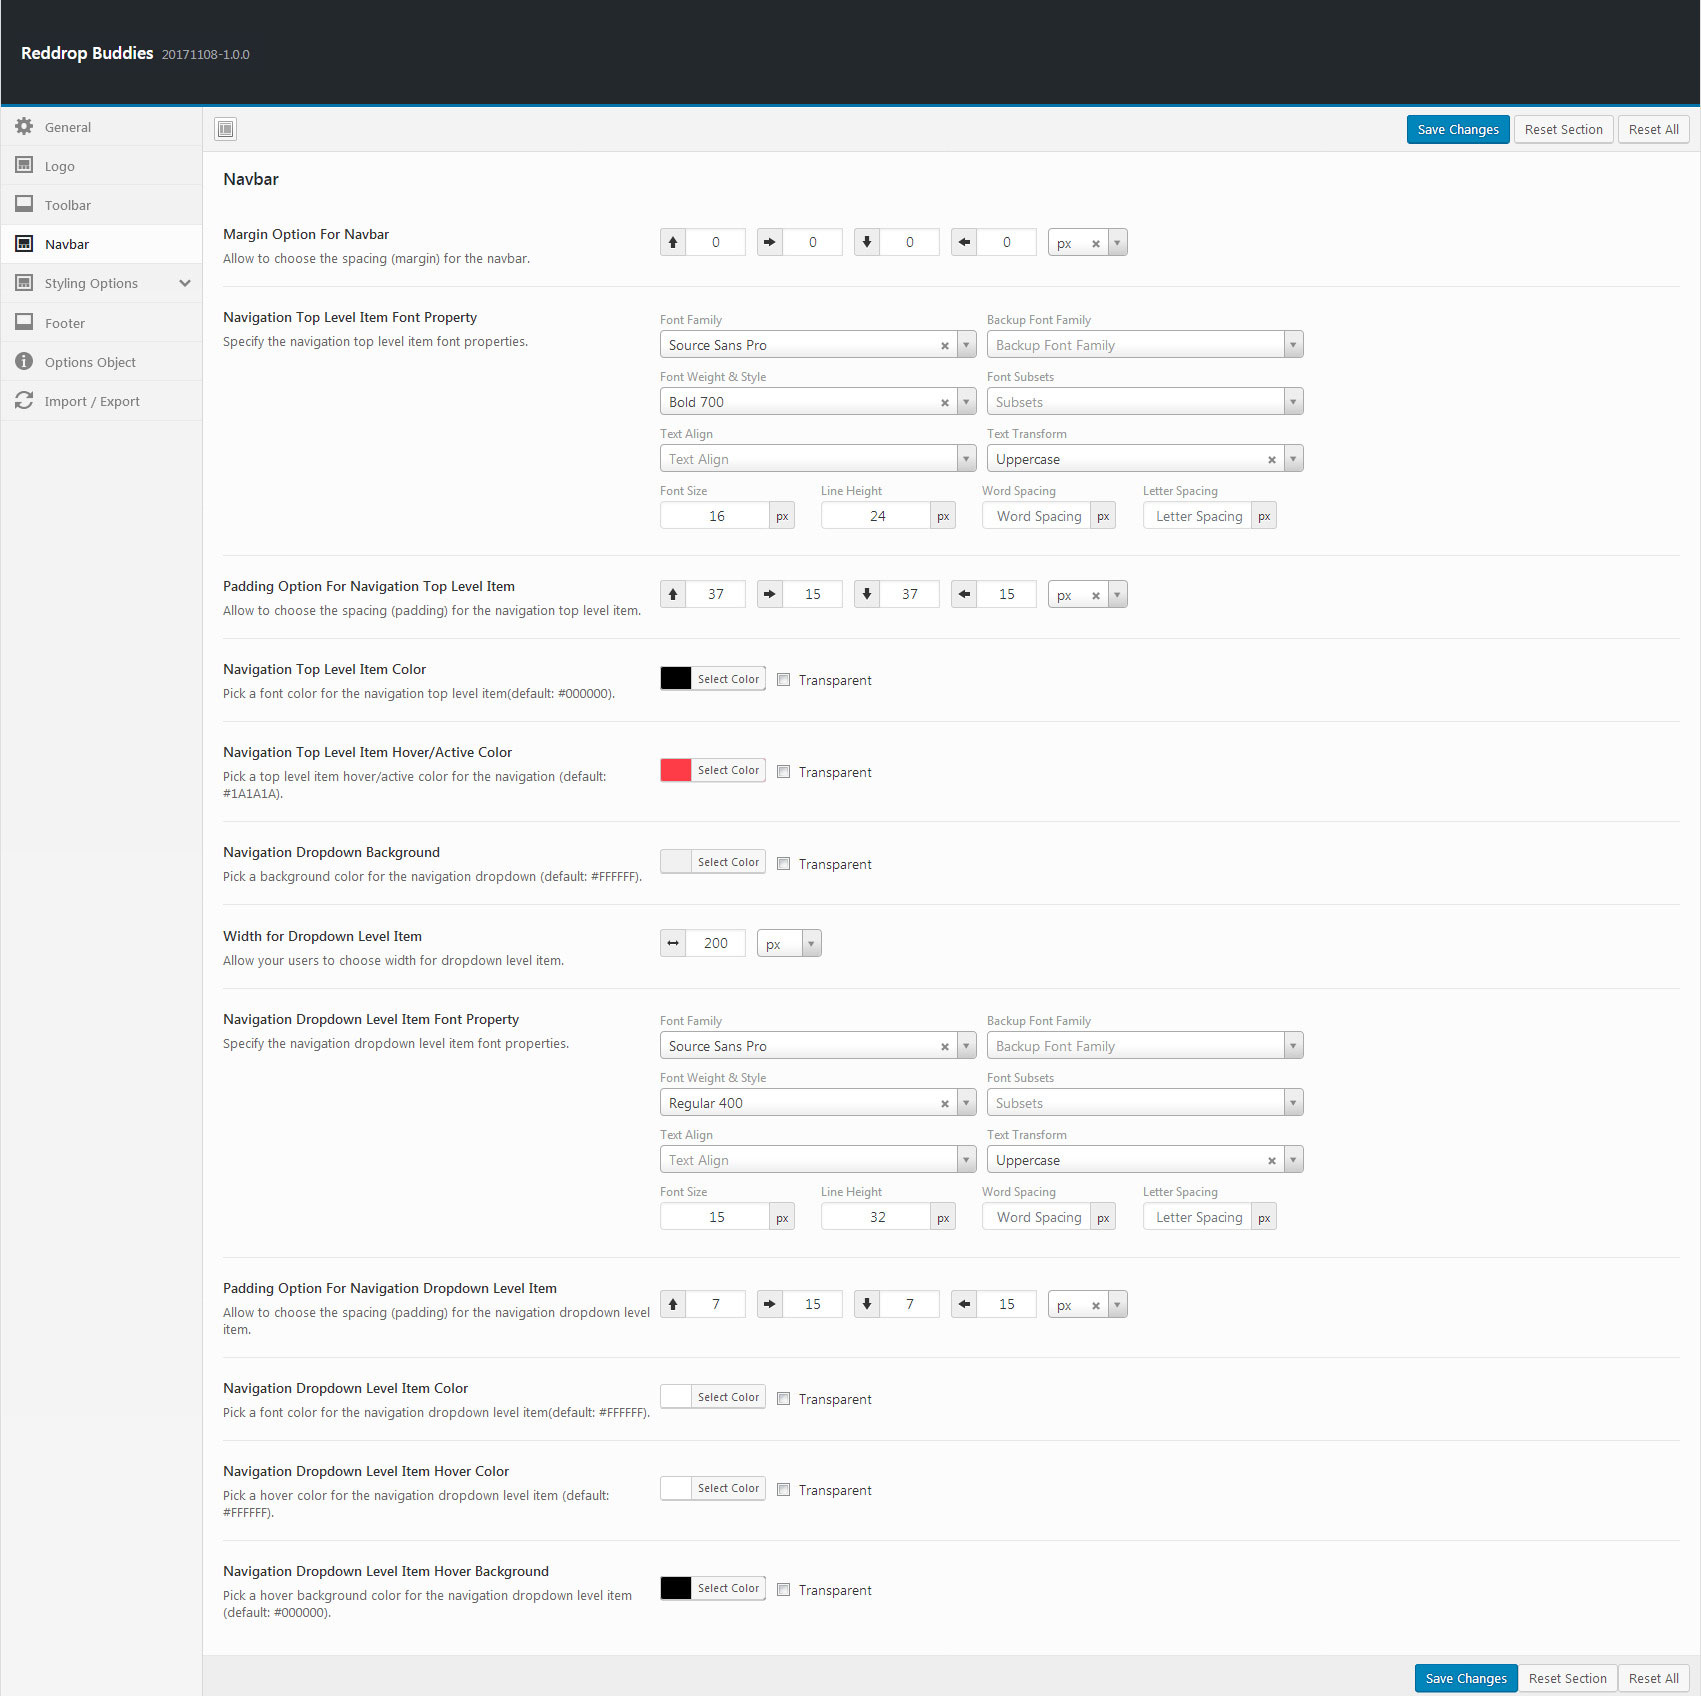 Reddrop Buddies 20171108-1.0.0
General
Logo
Toolbar
Navbar
Styling Options
Footer
Options Object
Import / Export
Save Changes Reset Section Reset All
Navbar
Margin Option For Navbar
Allow to choose the spacing (margin) for the navbar.
0 0 0 0 px
Navigation Top Level Item Font Property
Specify the navigation top level item font properties.
Font Family Backup Font Family
Source Sans Pro Backup Font Family
Font Weight & Style Font Subsets
Bold 700 Subsets
Text Align Text Transform
Text Align Uppercase
Font Size Line Height Word Spacing Letter Spacing
16 px 24 px Word Spacing px Letter Spacing px
Padding Option For Navigation Top Level Item
Allow to choose the spacing (padding) for the navigation top level item.
37 15 37 15 px
Navigation Top Level Item Color
Pick a font color for the navigation top level item(default: #000000).
Select Color Transparent
Navigation Top Level Item Hover/Active Color
Pick a top level item hover/active color for the navigation (default:
#1A1A1A).
Select Color Transparent
Navigation Dropdown Background
Pick a background color for the navigation dropdown (default: #FFFFFF).
Select Color Transparent
Width for Dropdown Level Item
Allow your users to choose width for dropdown level item.
200 px
Navigation Dropdown Level Item Font Property
Specify the navigation dropdown level item font properties.
Font Family Backup Font Family
Source Sans Pro Backup Font Family
Font Weight & Style Font Subsets
Regular 400 Subsets
Text Align Text Transform
Text Align Uppercase
Font Size Line Height Word Spacing Letter Spacing
15 px 32 px Word Spacing px Letter Spacing px
Padding Option For Navigation Dropdown Level Item
Allow to choose the spacing (padding) for the navigation dropdown level
item.
7 15 7 15 px
Navigation Dropdown Level Item Color
Pick a font color for the navigation dropdown level item(default: #FFFFFF).
Select Color Transparent
Navigation Dropdown Level Item Hover Color
Pick a hover color for the navigation dropdown level item (default:
#FFFFFF).
Select Color Transparent
Navigation Dropdown Level Item Hover Background
Pick a hover background color for the navigation dropdown level item
(default: #000000).
Select Color Transparent
Save Changes Reset Section Reset All